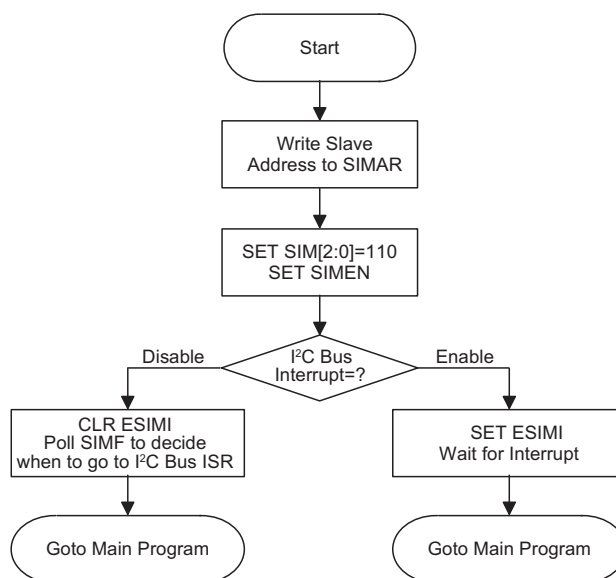 Start
Write Slave
Address to SIMAR
SET SIM[2:0]=110
SET SIMEN
I²C Bus
Interrupt=?
Disable
Enable
CLR ESIMI
Poll SIMF to decide
when to go to I²C Bus ISR
SET ESIMI
Wait for Interrupt
Goto Main Program
Goto Main Program